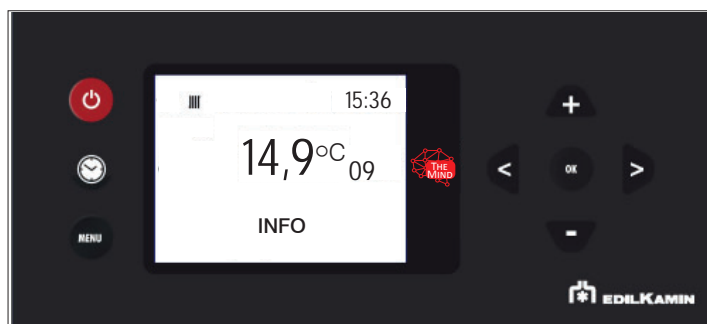 15:36
14,9°C 09
INFO
THE
MIND
MENU
+
<
OK
>
-
EDILKAMIN